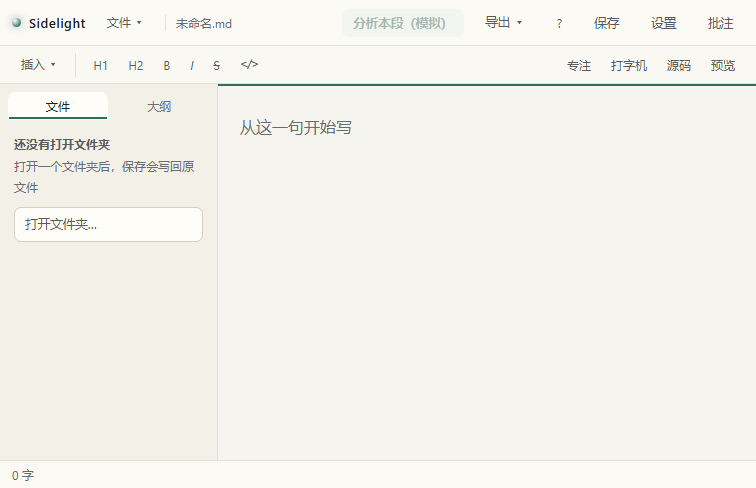 Sidelight 文件 未命名.md 分析本段（模拟） 导出 ? 保存 设置 批注
插入 H1 H2 B I S </> 专注 打字机 源码 预览
文件 大纲
还没有打开文件夹
打开一个文件夹后，保存会写回原
文件
打开文件夹...
从这一句开始写
0 字